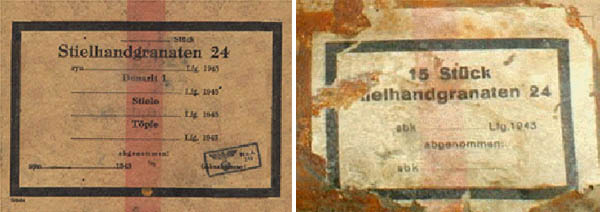 Stück
Stielhandgranaten 24
Lfg. 1943
Donarit 1
Lfg. 1943
Stiele
Lfg. 1943
Töpfe
Lfg. 1943
abgenommen:
1943
15 Stück
ielhandgranaten 24
abk Lfg. 1943
abgenommen:
abk